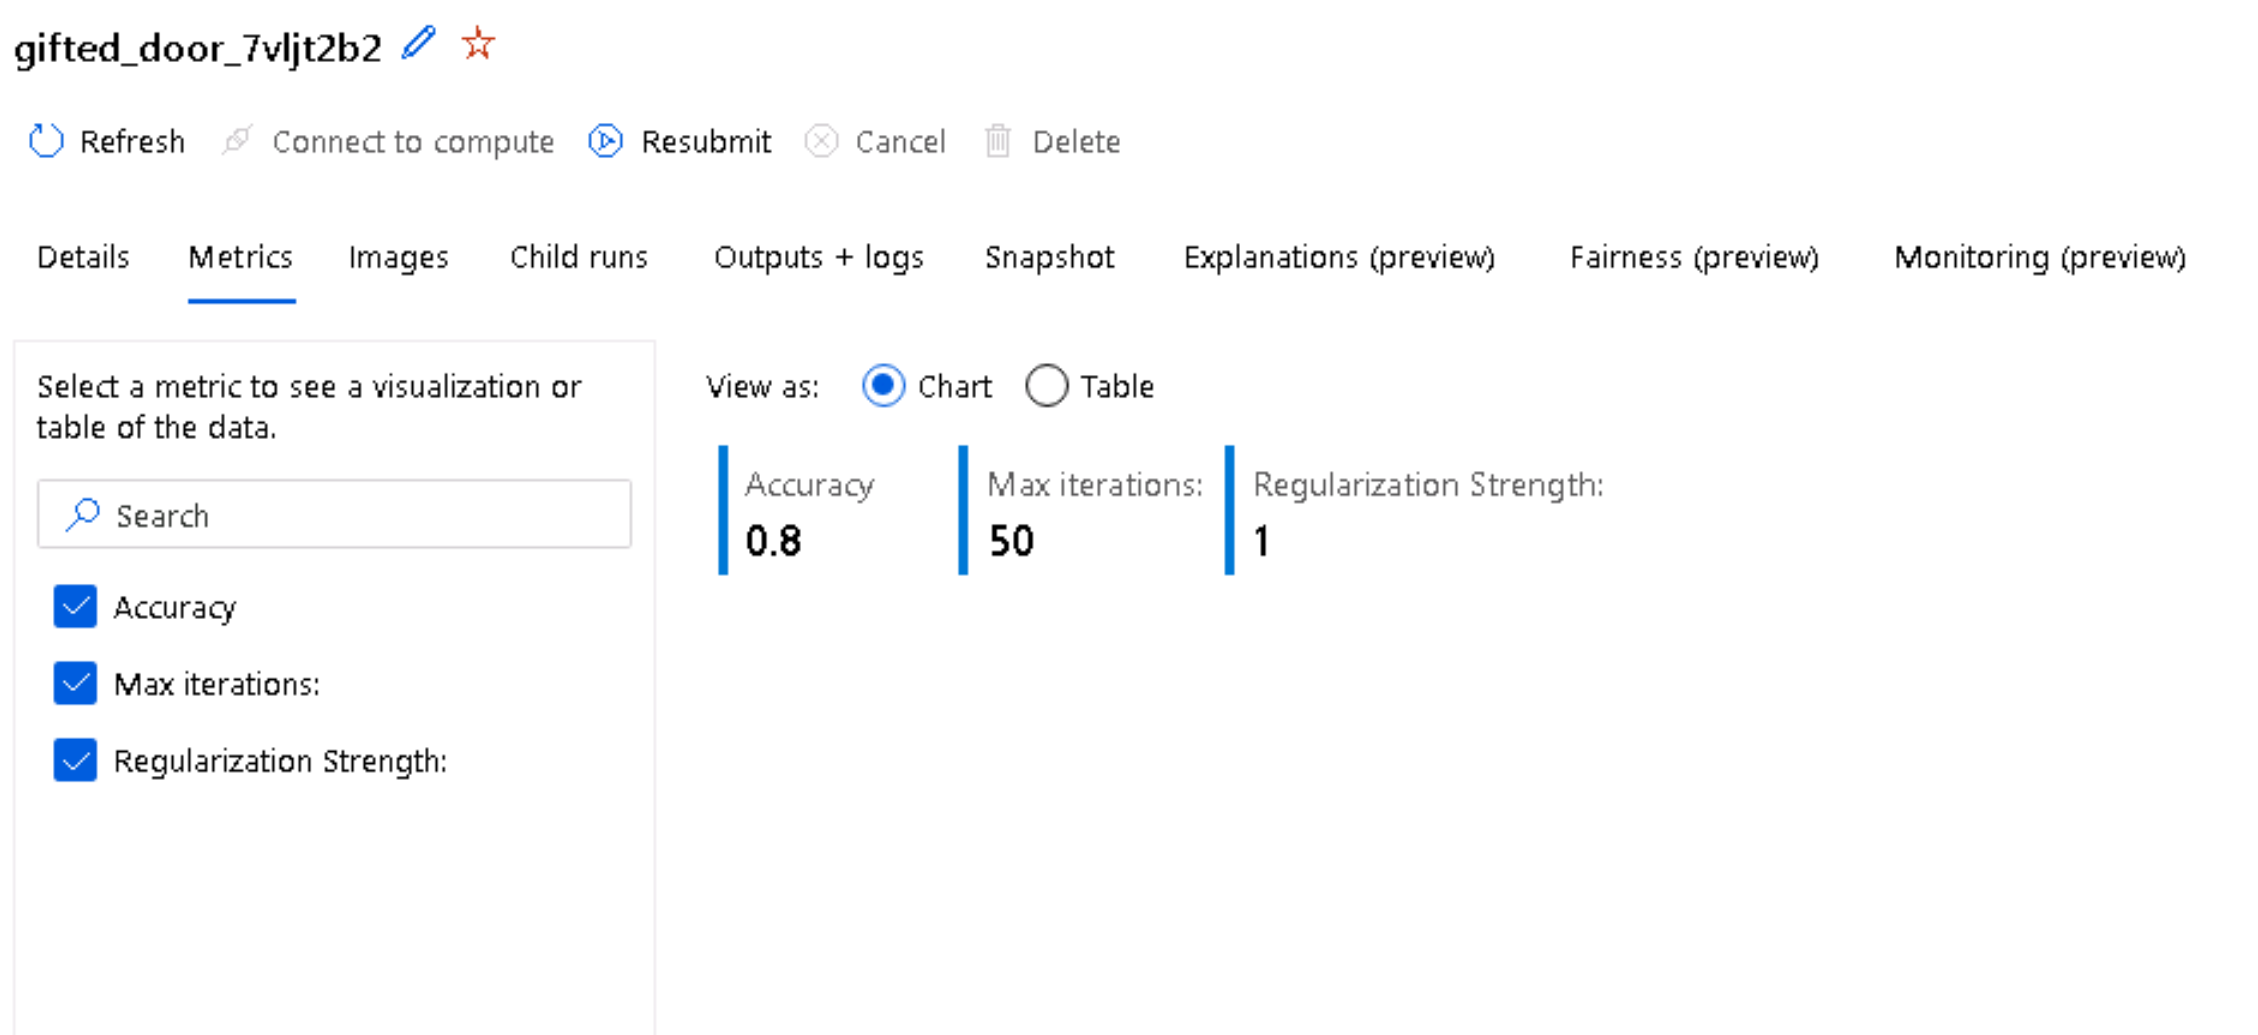 gifted_door_7vljt2b2
Refresh Connect to compute Resubmit Cancel Delete
Details Metrics Images Child runs Outputs + logs Snapshot Explanations (preview) Fairness (preview) Monitoring (preview)
Select a metric to see a visualization or
table of the data.
Search
Accuracy
Max iterations:
Regularization Strength:
View as: Chart Table
Accuracy Max iterations: Regularization Strength:
0.8 50 1